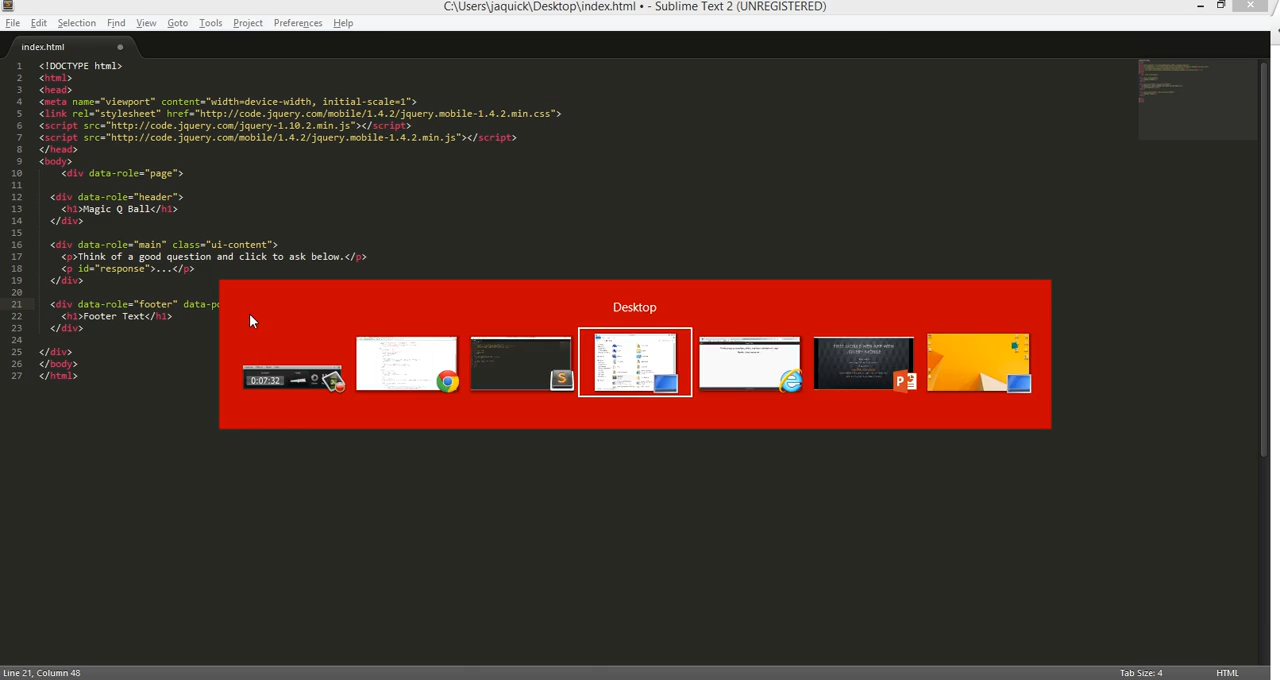 C:\Users\jaquick\Desktop\index.html • - Sublime Text 2 (UNREGISTERED)
File Edit Selection Find View Goto Tools Project Preferences Help
index.html
1 <!DOCTYPE html>
2 <html>
3 <head>
4 <meta name="viewport" content="width=device-width, initial-scale=1">
5 <link rel="stylesheet" href="http://code.jquery.com/mobile/1.4.2/jquery.mobile-1.4.2.min.css">
6 <script src="http://code.jquery.com/jquery-1.10.2.min.js"></script>
7 <script src="http://code.jquery.com/mobile/1.4.2/jquery.mobile-1.4.2.min.js"></script>
8 </head>
9 <body>
10 <div data-role="page">
11
12 <div data-role="header">
13 <h1>Magic Q Ball</h1>
14 </div>
15
16 <div data-role="main" class="ui-content">
17 <p>Think of a good question and click to ask below.</p>
18 <p id="response">...</p>
19 </div>
20
21 <div data-role="footer" data-po
22 <h1>Footer Text</h1>
23 </div>
24
25 </div>
26 </body>
27 </html>
Desktop
0:07:32
Line 21, Column 48
Tab Size: 4
HTML